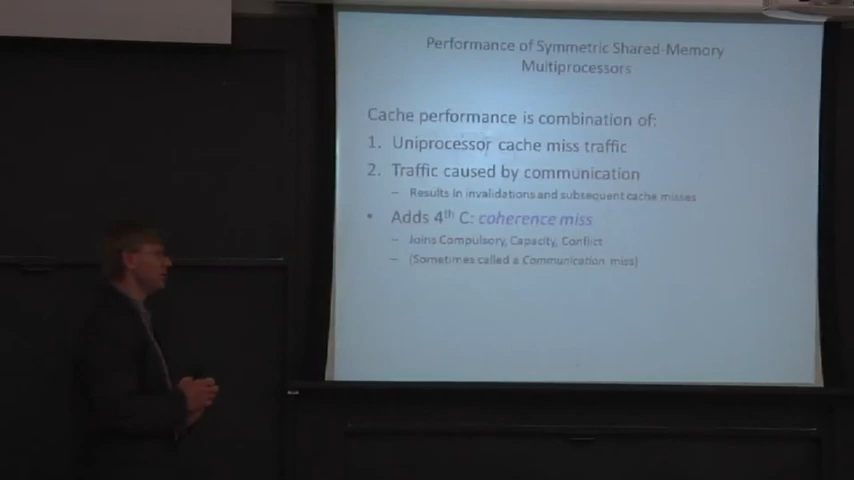 Performance of Symmetric Shared-Memory
Multiprocessors
Cache performance is combination of:
1. Uniprocessor cache miss traffic
2. Traffic caused by communication
– Results in invalidations and subsequent cache misses
• Adds 4th C: coherence miss
– Joins Compulsory, Capacity, Conflict
– (Sometimes called a Communication miss)